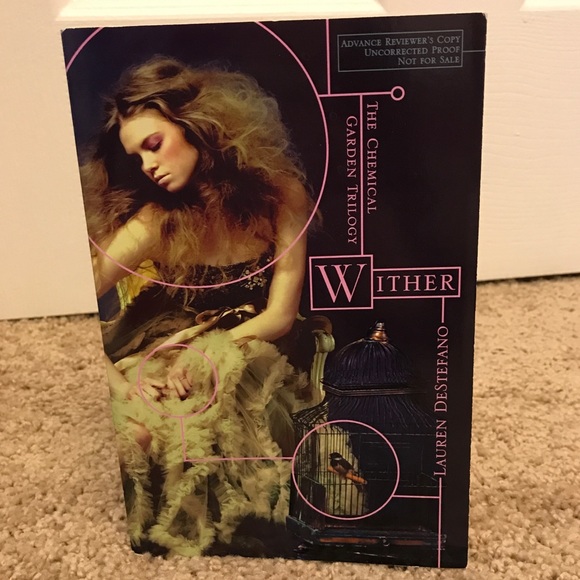 ADVANCE REVIEWER'S COPY
UNCORRECTED PROOF
NOT FOR SALE
THE CHEMICAL
GARDEN TRILOGY
WITHER
LAUREN DESTEFANO